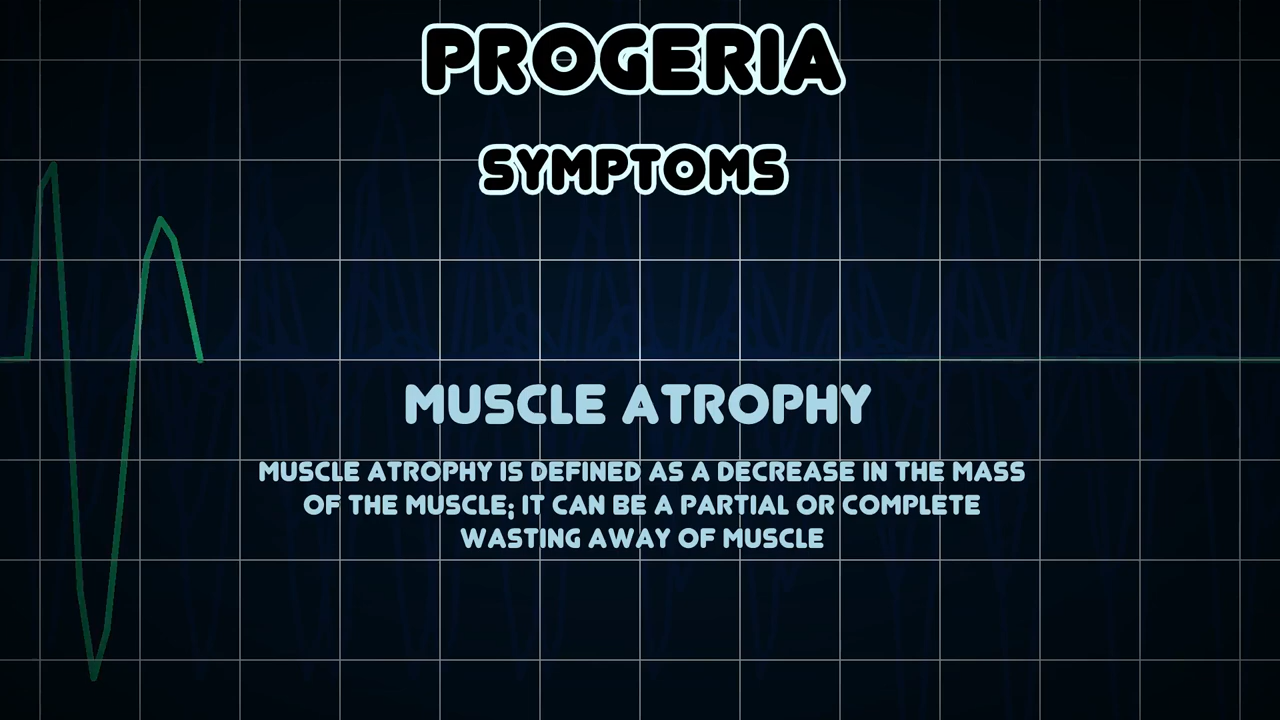 PROGERIA
SYMPTOMS
MUSCLE ATROPHY
MUSCLE ATROPHY IS DEFINED AS A DECREASE IN THE MASS
OF THE MUSCLE; IT CAN BE A PARTIAL OR COMPLETE
WASTING AWAY OF MUSCLE